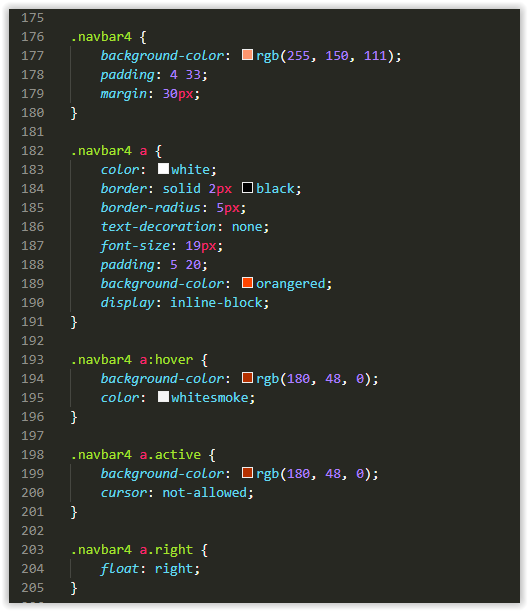 175
176 .navbar4 {
177 background-color: rgb(255, 150, 111);
178 padding: 4 33;
179 margin: 30px;
180 }
181
182 .navbar4 a {
183 color: white;
184 border: solid 2px black;
185 border-radius: 5px;
186 text-decoration: none;
187 font-size: 19px;
188 padding: 5 20;
189 background-color: orangered;
190 display: inline-block;
191 }
192
193 .navbar4 a:hover {
194 background-color: rgb(180, 48, 0);
195 color: whitesmoke;
196 }
197
198 .navbar4 a.active {
199 background-color: rgb(180, 48, 0);
200 cursor: not-allowed;
201 }
202
203 .navbar4 a.right {
204 float: right;
205 }